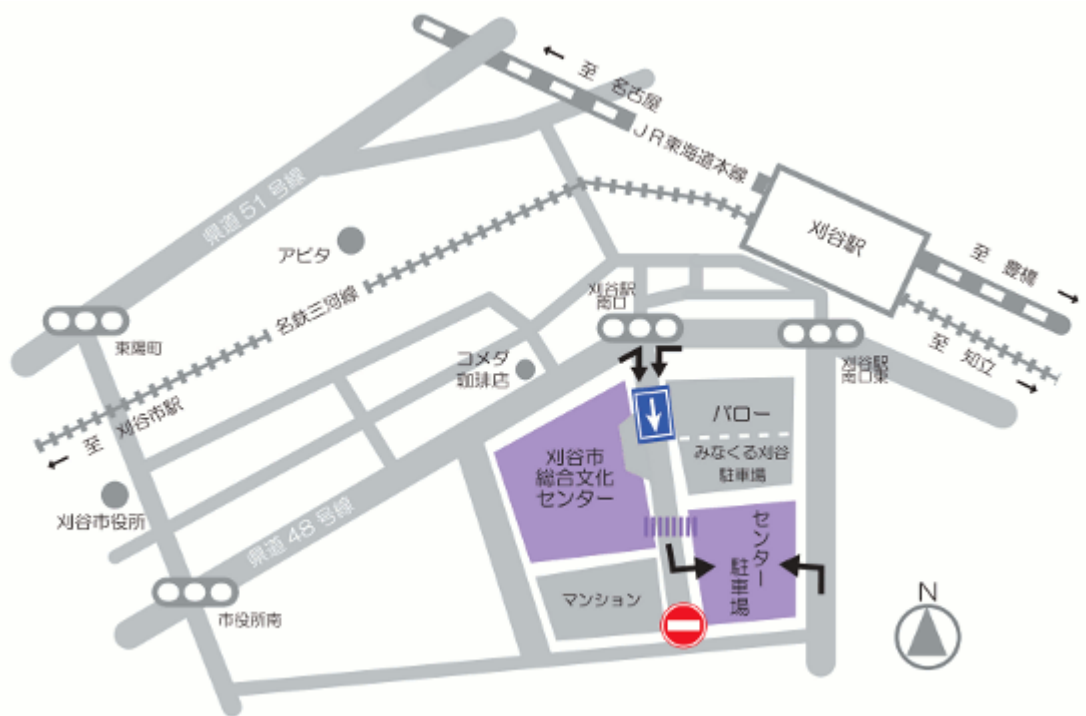 至 名古屋
JR東海道本線
県道51号線
刈谷駅
アピタ
至 豊橋
名鉄三河線
刈谷駅
南口
東陽町
コメダ
珈琲店
刈谷駅
南口東
至 知立
至 刈谷市駅
バロー
みなくる刈谷
駐車場
刈谷市
総合文化
センター
刈谷市役所
県道48号線
センター
駐車場
マンション
市役所南
N